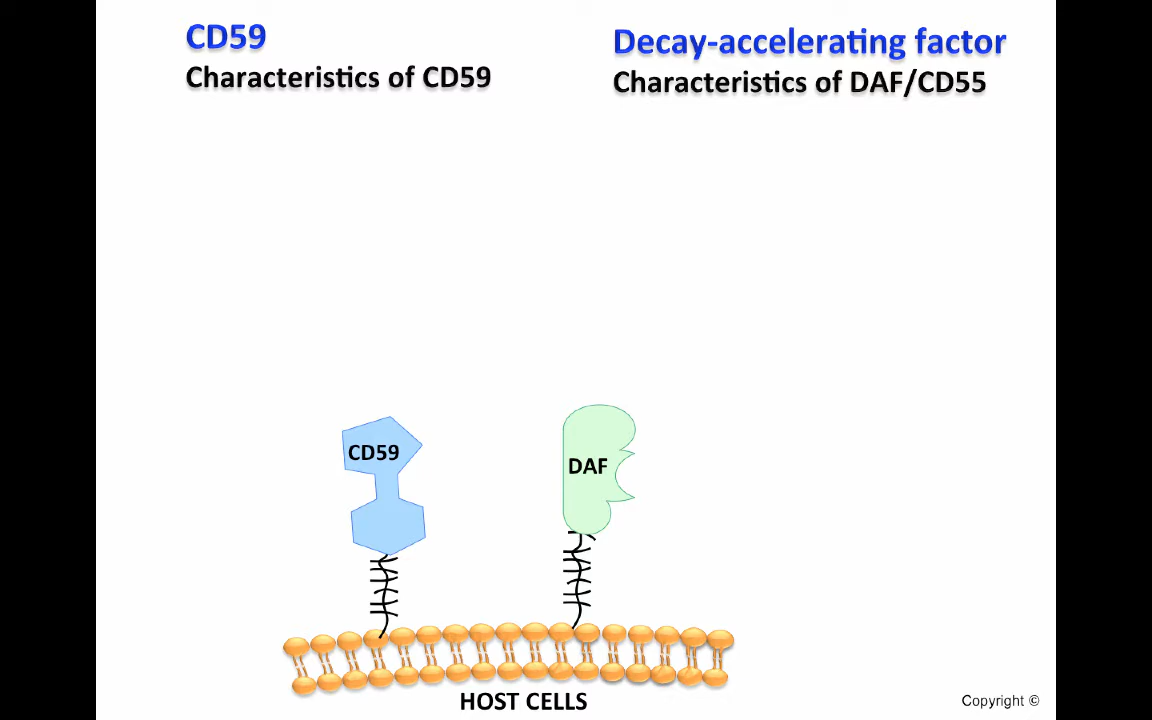 CD59
Characteristics of CD59
Decay-accelerating factor
Characteristics of DAF/CD55
CD59
DAF
HOST CELLS
Copyright ©